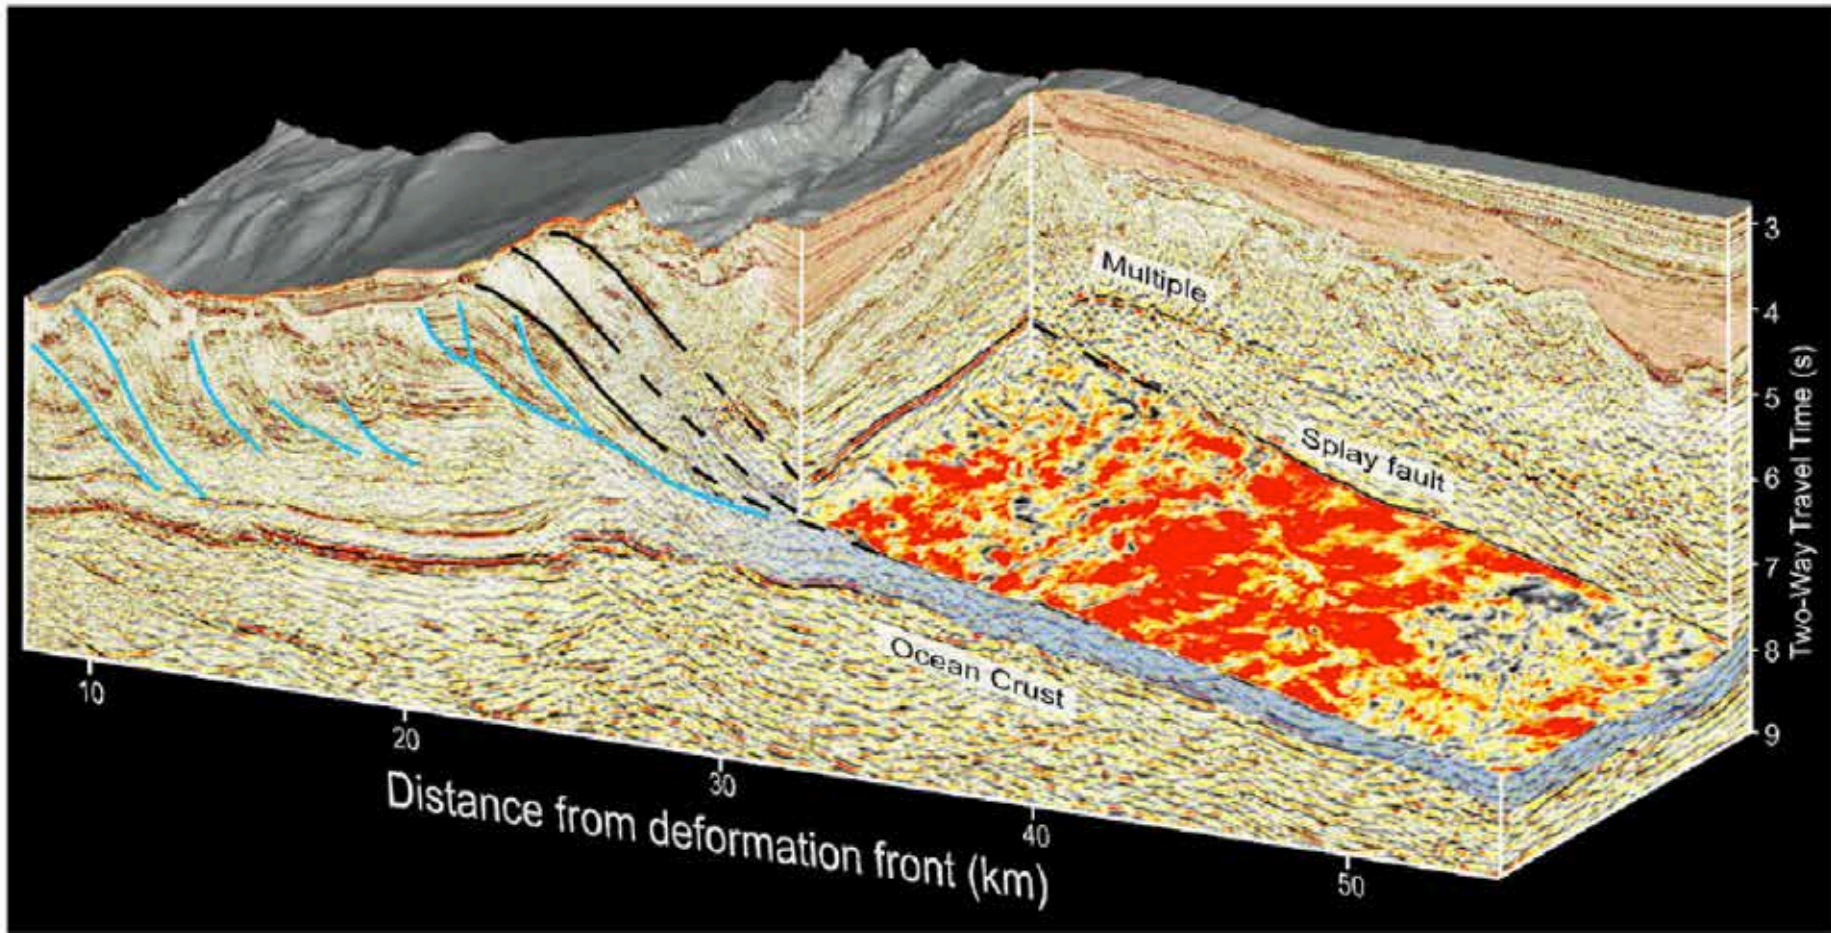 Multiple
Splay fault
Ocean Crust
3
4
5
6
7
8
9
Two-Way Travel Time (s)
10
20
30
40
50
Distance from deformation front (km)